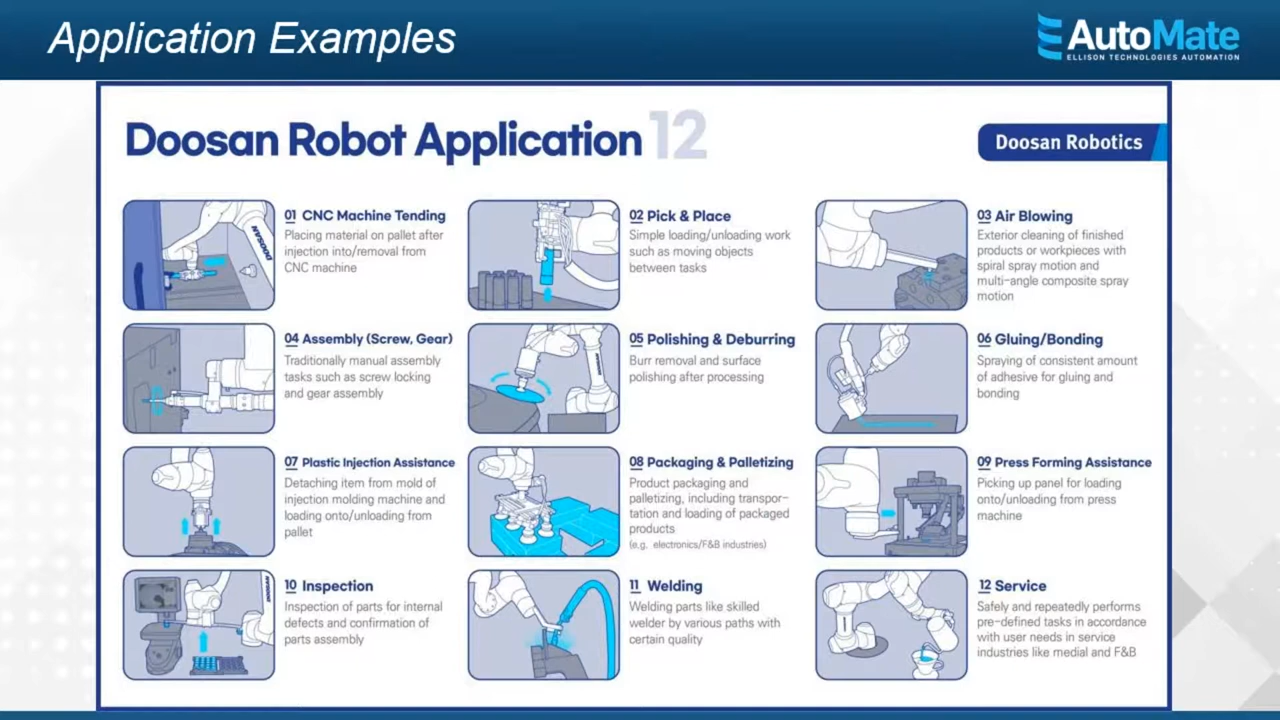 Application Examples
AutoMate
ELLISON TECHNOLOGIES AUTOMATION
Doosan Robot Application 12
Doosan Robotics
01 CNC Machine Tending
Placing material on pallet after
injection into/removal from
CNC machine
DOOSAN
02 Pick & Place
Simple loading/unloading work
such as moving objects
between tasks
03 Air Blowing
Exterior cleaning of finished
products or workpieces with
spiral spray motion and
multi-angle composite spray
motion
04 Assembly (Screw, Gear)
Traditionally manual assembly
tasks such as screw locking
and gear assembly
05 Polishing & Deburring
Burr removal and surface
polishing after processing
DOOSAN
06 Gluing/Bonding
Spraying of consistent amount
of adhesive for gluing and
bonding
07 Plastic Injection Assistance
Detaching item from mold of
injection molding machine and
loading onto/unloading from
pallet
08 Packaging & Palletizing
Product packaging and
palletizing, including transpor-
tation and loading of packaged
products
(e.g. electronics/F&B industries)
09 Press Forming Assistance
Picking up panel for loading
onto/unloading from press
machine
10 Inspection
Inspection of parts for internal
defects and confirmation of
parts assembly
DOOSAN
11 Welding
Welding parts like skilled
welder by various paths with
certain quality
12 Service
Safely and repeatedly performs
pre-defined tasks in accordance
with user needs in service
industries like medial and F&B